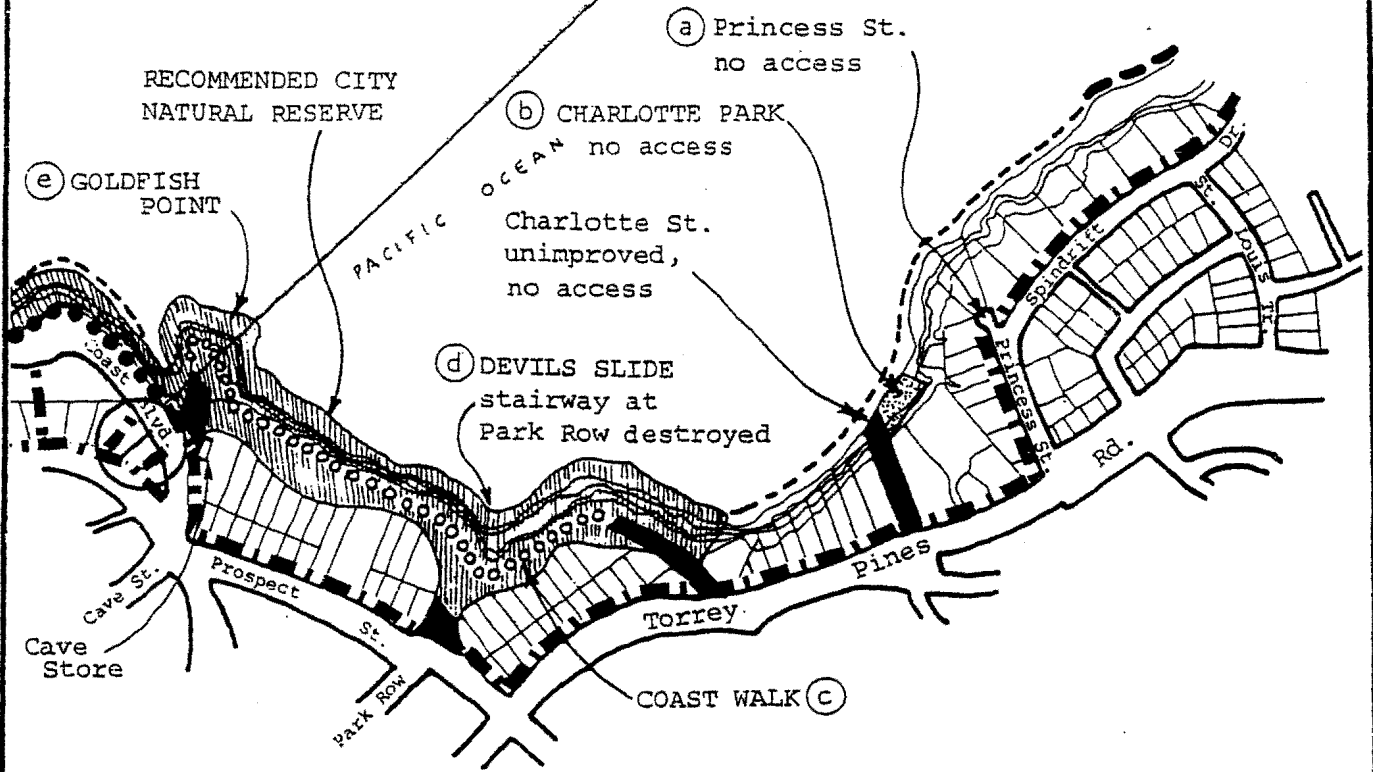 a Princess St.
no access
RECOMMENDED CITY
NATURAL RESERVE
b CHARLOTTE PARK
no access
e GOLDFISH
POINT
PACIFIC OCEAN
Charlotte St.
unimproved,
no access
d DEVILS SLIDE
stairway at
Park Row destroyed
Coast
Blvd.
Spindrift
Dr.
St.
Louis
Tr.
Princess
St.
Torrey
Pines
Rd.
Prospect
St.
Cave St.
Cave
Store
Park Row
COAST WALK c